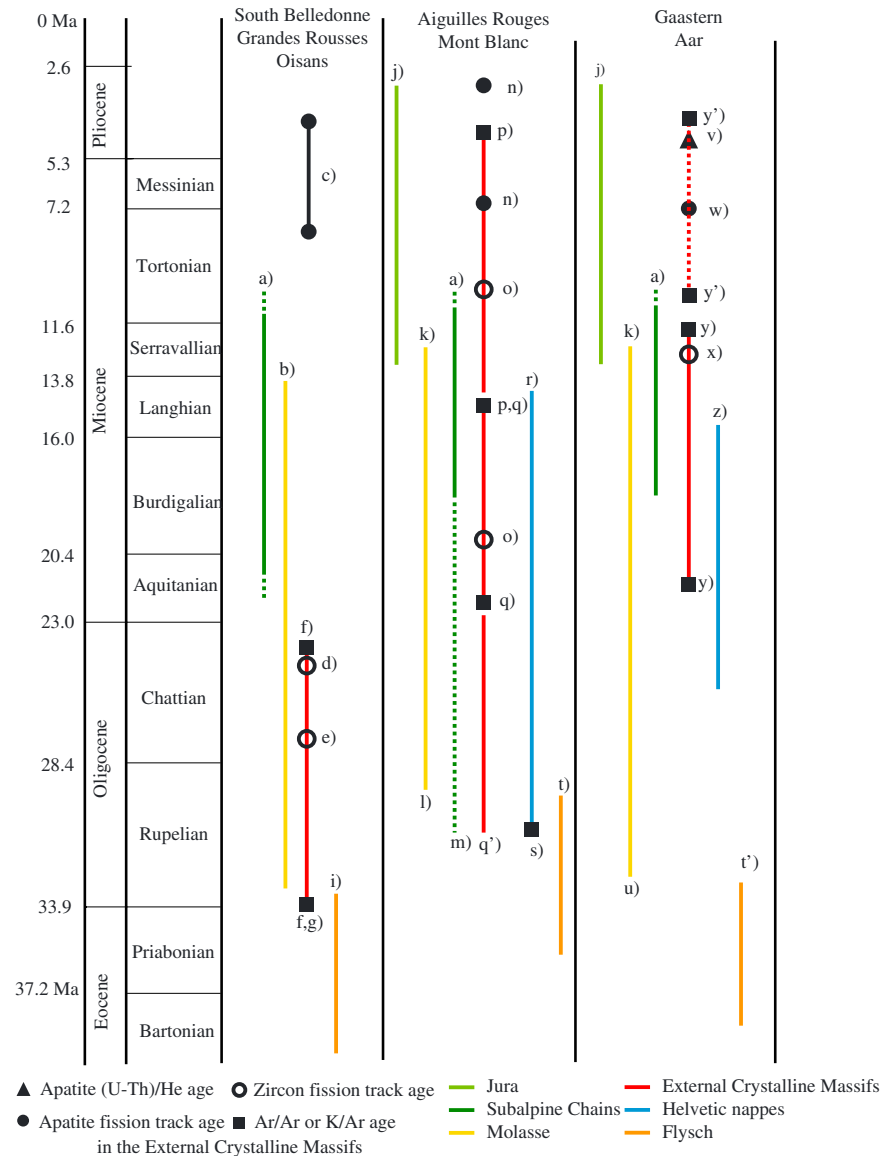 0 Ma
South Belledonne
Grandes Rousses
Oisans
Aiguilles Rouges
Mont Blanc
Gaastern
Aar
2.6
5.3
7.2
11.6
13.8
16.0
20.4
23.0
28.4
33.9
37.2 Ma
Pliocene
Miocene
Oligocene
Eocene
Messinian
Tortonian
Serravallian
Langhian
Burdigalian
Aquitanian
Chattian
Rupelian
Priabonian
Bartonian
c)
a)
b)
f)
d)
e)
i)
f,g)
j)
n)
p)
n)
a)
o)
k)
r)
p,q)
o)
q)
t)
l)
m)
q')
s)
j)
y')
v)
w)
a)
y')
k)
y)
x)
z)
y)
u)
t')
Apatite (U-Th)/He age
Zircon fission track age
Apatite fission track age
Ar/Ar or K/Ar age
in the External Crystalline Massifs
Jura
Subalpine Chains
Molasse
External Crystalline Massifs
Helvetic nappes
Flysch